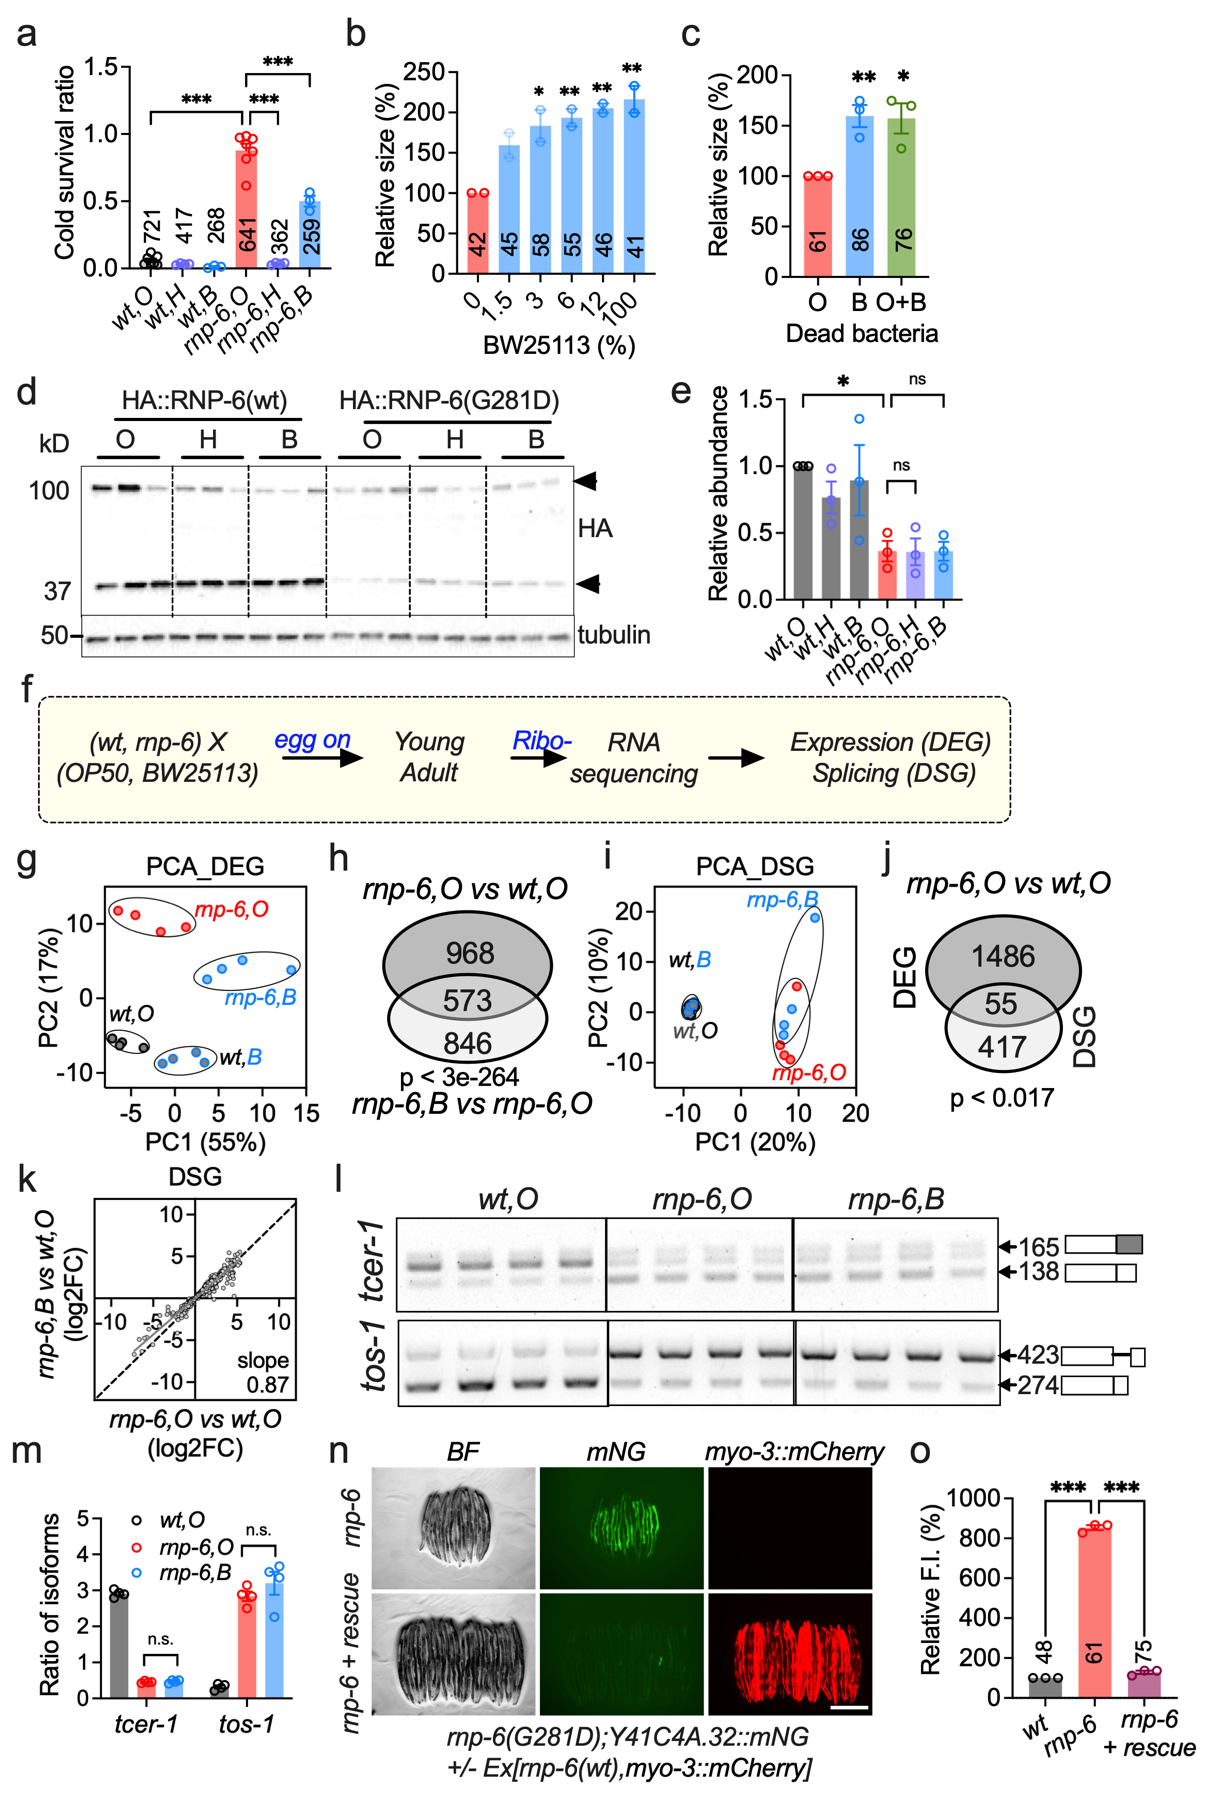 a
Cold survival ratio
1.5
1.0
0.5
0.0
***
***
***
721
417
268
641
362
259
wt,O
wt,H
wt,B
rnp-6,O
rnp-6,H
rnp-6,B
b
Relative size (%)
250
200
150
100
50
0
*
**
**
**
42
45
58
55
46
41
0
1.5
3
6
12
100
BW25113 (%)
c
Relative size (%)
200
150
100
50
0
**
*
61
86
76
O
B
O+B
Dead bacteria
d
HA::RNP-6(wt)
HA::RNP-6(G281D)
kD
O
H
B
O
H
B
100
HA
37
50
tubulin
e
Relative abundance
1.5
1.0
0.5
0.0
*
ns
ns
wt,O
wt,H
wt,B
rnp-6,O
rnp-6,H
rnp-6,B
f
(wt, rnp-6) X
(OP50, BW25113)
egg on
Young
Adult
Ribo-
RNA
sequencing
Expression (DEG)
Splicing (DSG)
g
PCA_DEG
PC2 (17%)
10
0
-10
rnp-6,O
rnp-6,B
wt,O
wt,B
-5
0
5
10
15
PC1 (55%)
h
rnp-6,O vs wt,O
968
573
846
p < 3e-264
rnp-6,B vs rnp-6,O
i
PCA_DSG
PC2 (10%)
20
10
0
-10
rnp-6,B
wt,B
wt,O
rnp-6,O
-10
0
10
20
PC1 (20%)
j
rnp-6,O vs wt,O
DEG
1486
55
417
DSG
p < 0.017
k
DSG
rnp-6,B vs wt,O
(log2FC)
10
5
-10
-5
5
10
-5
-10
slope
0.87
rnp-6,O vs wt,O
(log2FC)
l
wt,O
rnp-6,O
rnp-6,B
tcer-1
165
138
tos-1
423
274
m
Ratio of isoforms
5
4
3
2
1
0
wt,O
rnp-6,O
rnp-6,B
n.s.
n.s.
tcer-1
tos-1
n
BF
mNG
myo-3::mCherry
rnp-6
rnp-6 + rescue
rnp-6(G281D);Y41C4A.32::mNG
+/- Ex[rnp-6(wt),myo-3::mCherry]
o
Relative F.I. (%)
1000
800
600
400
200
0
***
***
48
61
75
wt
rnp-6
rnp-6
+ rescue